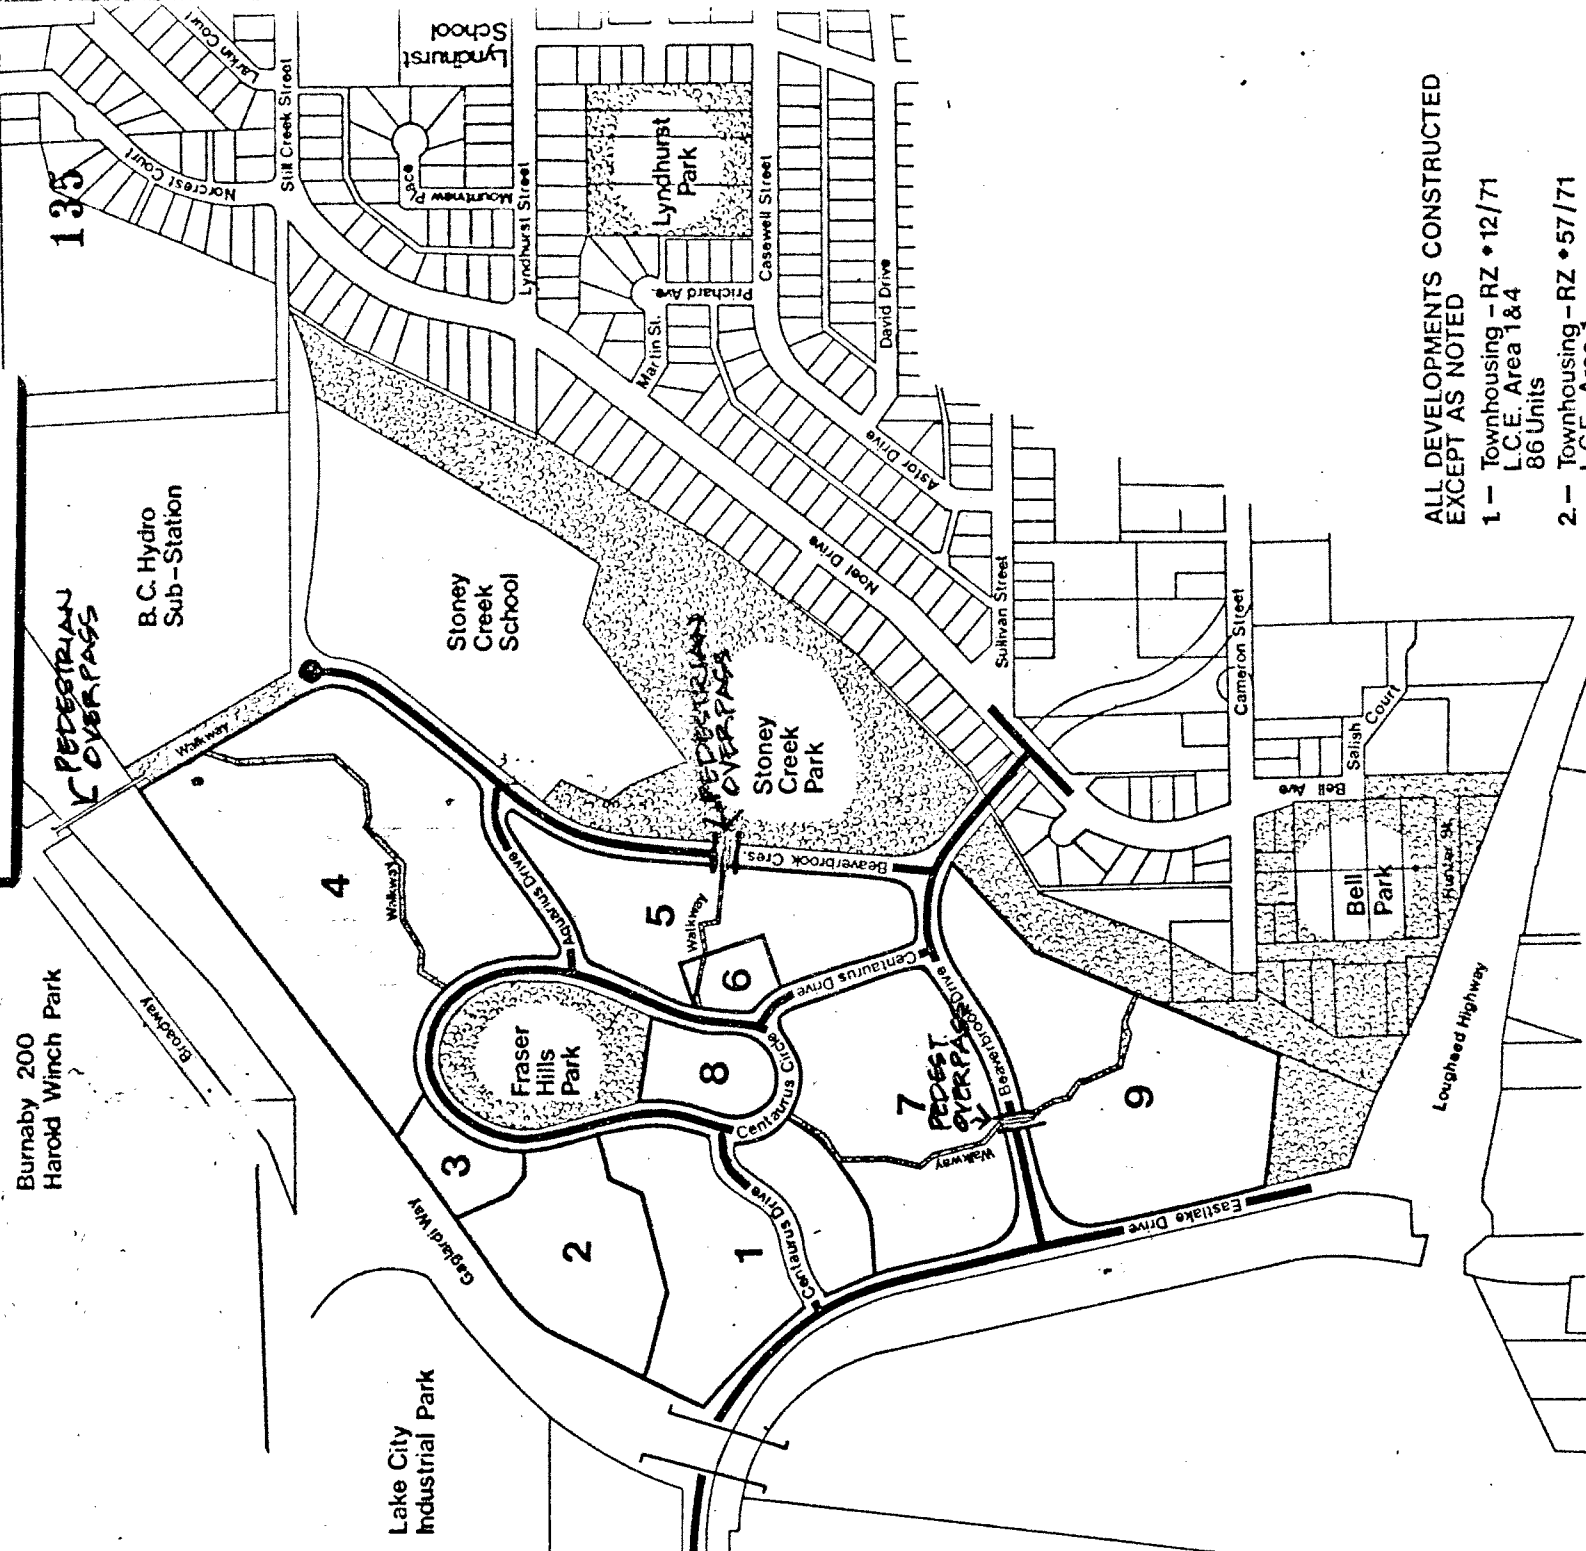 135
Larkin Court
Still Creek Street
Norcrest Court
Lyndhurst
School
Mountview Place
Lyndhurst Street
Lyndhurst
Park
Casewell Street
Prichard Ave.
Martin St.
David Drive
Astor Drive
Noel Drive
Sullivan Street
Cameron Street
Salish Court
Bell Ave
Bell
Park
Hunter St.
Lougheed Highway
B.C. Hydro
Sub-Station
PEDESTRIAN
OVERPASS
Walkway
Stoney
Creek
School
PEDESTRIAN
OVERPASS
Stoney
Creek
Park
Beaverbrook Cres.
Aquarius Drive
4
Walkway
5
Walkway
6
Centaurus Drive
Beaverbrook Drive
Burnaby 200
Harold Winch Park
Broadway
Fraser
Hills
Park
8
Centaurus Circle
7
PEDEST.
OVERPASS
Beaverbrook
Walkway
9
3
2
1
Centaurus Drive
Gaglardi Way
Eastlake Drive
Lake City
Industrial Park
ALL DEVELOPMENTS CONSTRUCTED
EXCEPT AS NOTED
1.— Townhousing - RZ *12/71
L.C.E. Area 1&4
86 Units
2.— Townhousing - RZ *57/71